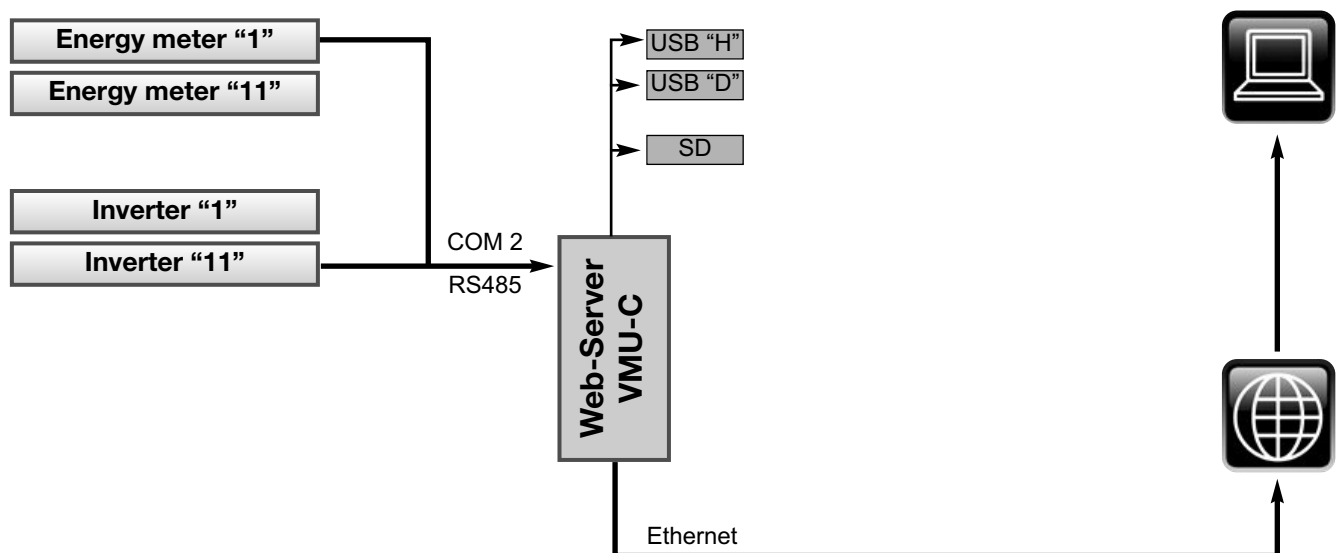 Energy meter “1”
Energy meter “11”
Inverter “1”
Inverter “11”
COM 2
RS485
USB “H”
USB “D”
SD
Web-Server
VMU-C
Ethernet